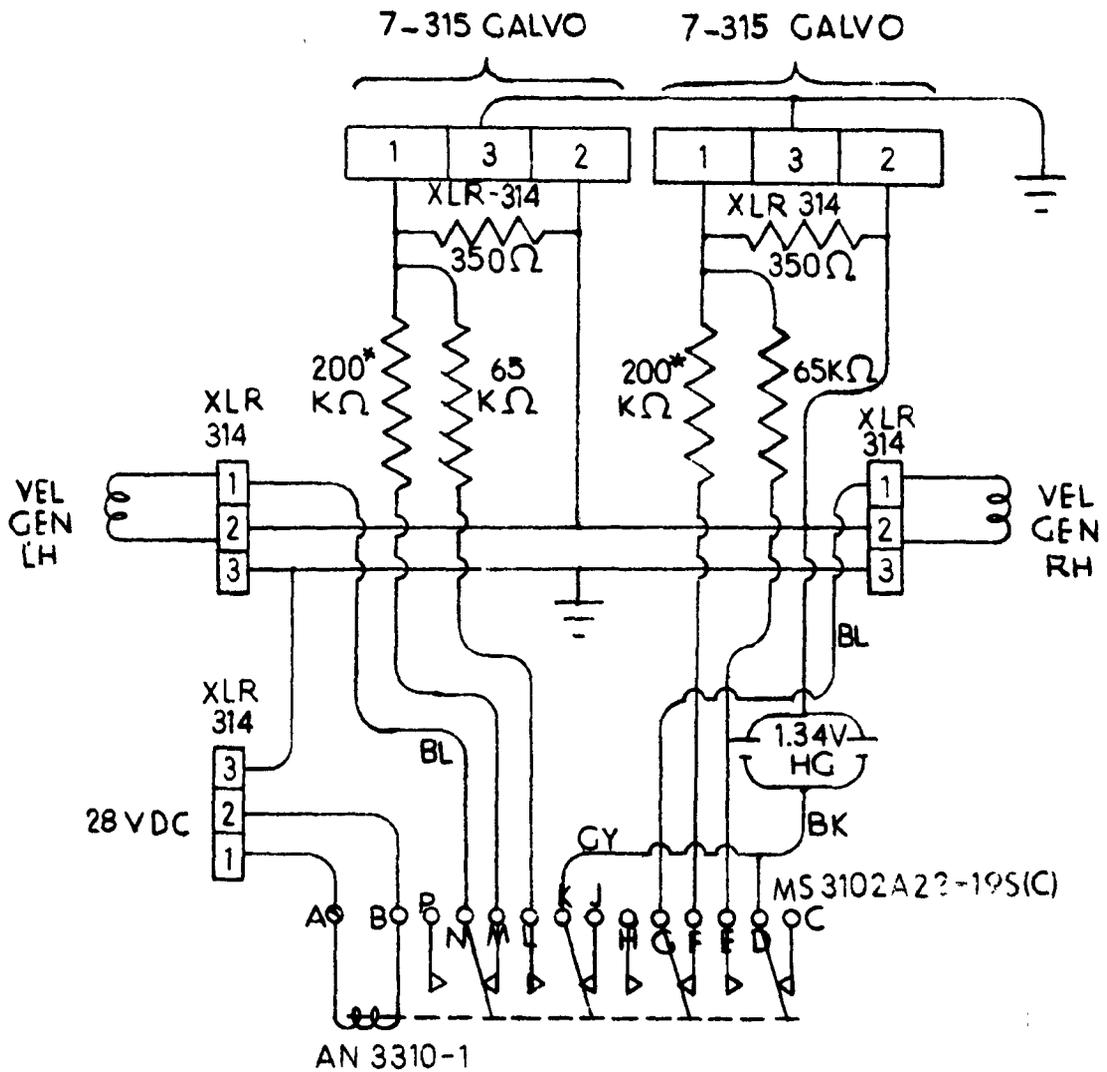 7-315 GALVO 7-315 GALVO
1 3 2 1 3 2
XLR-314 XLR 314
350Ω 350Ω
200* 65 200* 65KΩ
KΩ KΩ KΩ
XLR XLR
314 314
VEL 1 1 VEL
GEN 2 2 GEN
LH 3 3 RH
BL
XLR
314
BL 1.34V
3 HG
28 VDC 2 BK
1 GY
MS 3102A22-19S(C)
A B P N M L K J H G F E D C
AN 3310-1